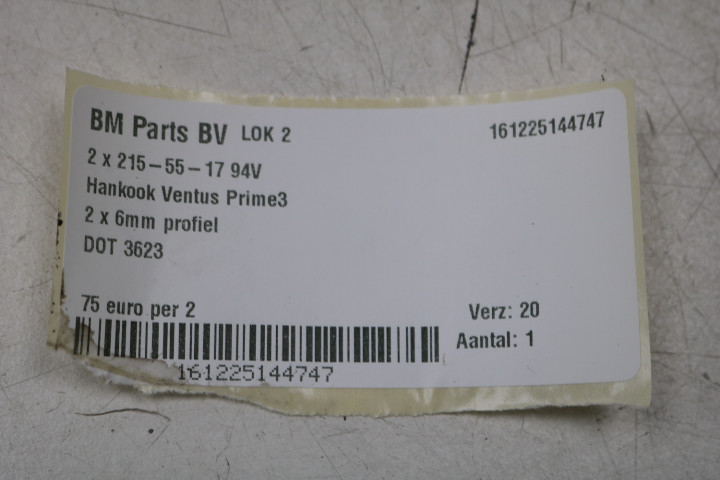 BM Parts BV LOK 2 161225144747
2 x 215-55-17 94V
Hankook Ventus Prime3
2 x 6mm profiel
DOT 3623
75 euro per 2 Verz: 20
Aantal: 1
161225144747